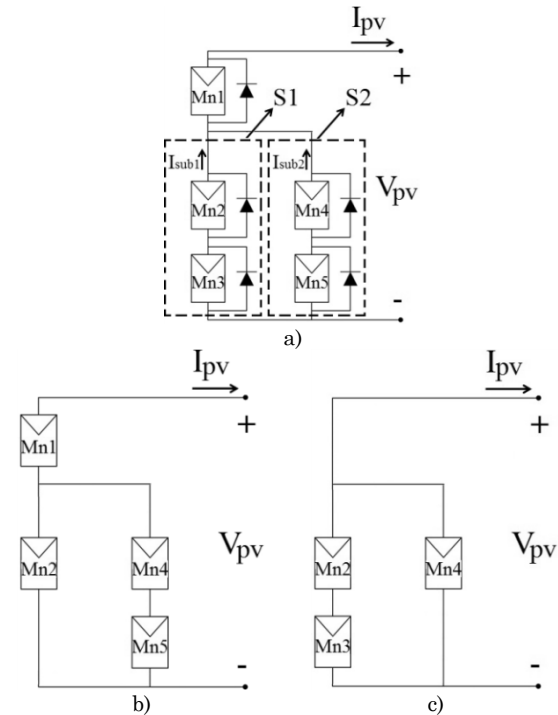 Ipv
+
Mn1
S1
S2
Isub1
Isub2
Vpv
Mn2
Mn4
Mn3
Mn5
-
a)
Ipv
+
Mn1
Vpv
Mn2
Mn4
Mn5
-
b)
Ipv
+
Vpv
Mn2
Mn4
Mn3
-
c)